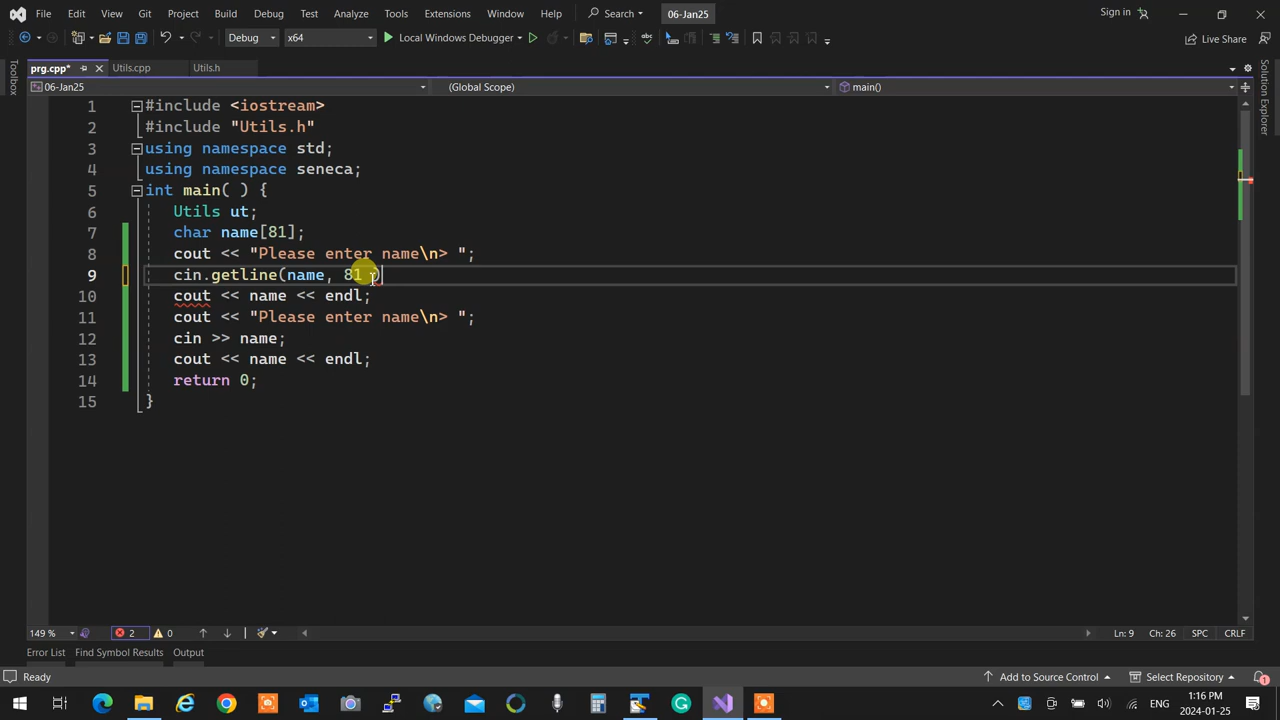 File Edit View Git Project Build Debug Test Analyze Tools Extensions Window Help Search 06-Jan25 Sign in
Debug x64 Local Windows Debugger Live Share
prg.cpp* Utils.cpp Utils.h
06-Jan25 (Global Scope) main()
Toolbox
Solution Explorer
1 #include <iostream>
2 #include "Utils.h"
3 using namespace std;
4 using namespace seneca;
5 int main( ) {
6 Utils ut;
7 char name[81];
8 cout << "Please enter name\n> ";
9 cin.getline(name, 81 )
10 cout << name << endl;
11 cout << "Please enter name\n> ";
12 cin >> name;
13 cout << name << endl;
14 return 0;
15 }
149 % 2 0 Ln: 9 Ch: 26 SPC CRLF
Error List Find Symbol Results Output
Ready Add to Source Control Select Repository 1
ENG 1:16 PM
2024-01-25